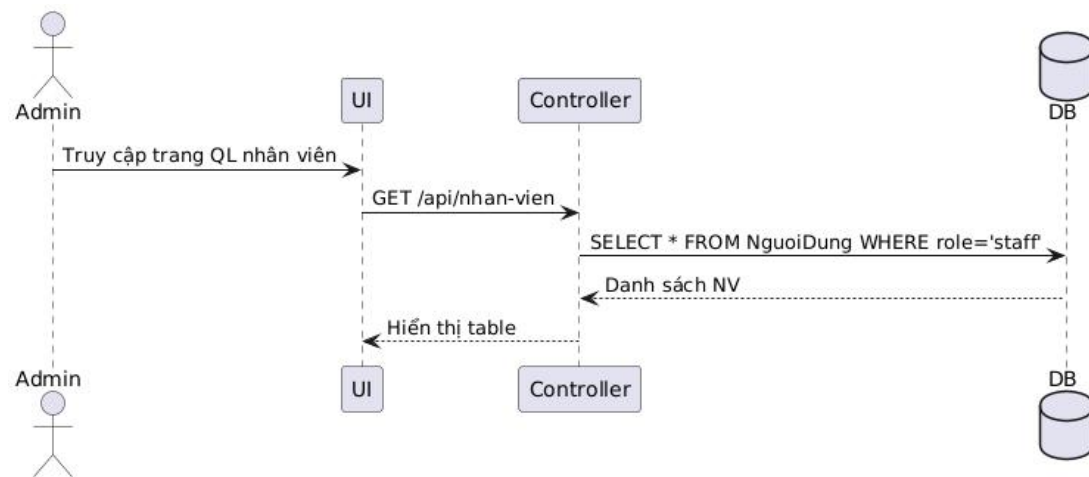 Admin
UI
Controller
DB
Truy cập trang QL nhân viên
GET /api/nhan-vien
SELECT * FROM NguoiDung WHERE role='staff'
Danh sách NV
Hiển thị table
Admin
UI
Controller
DB